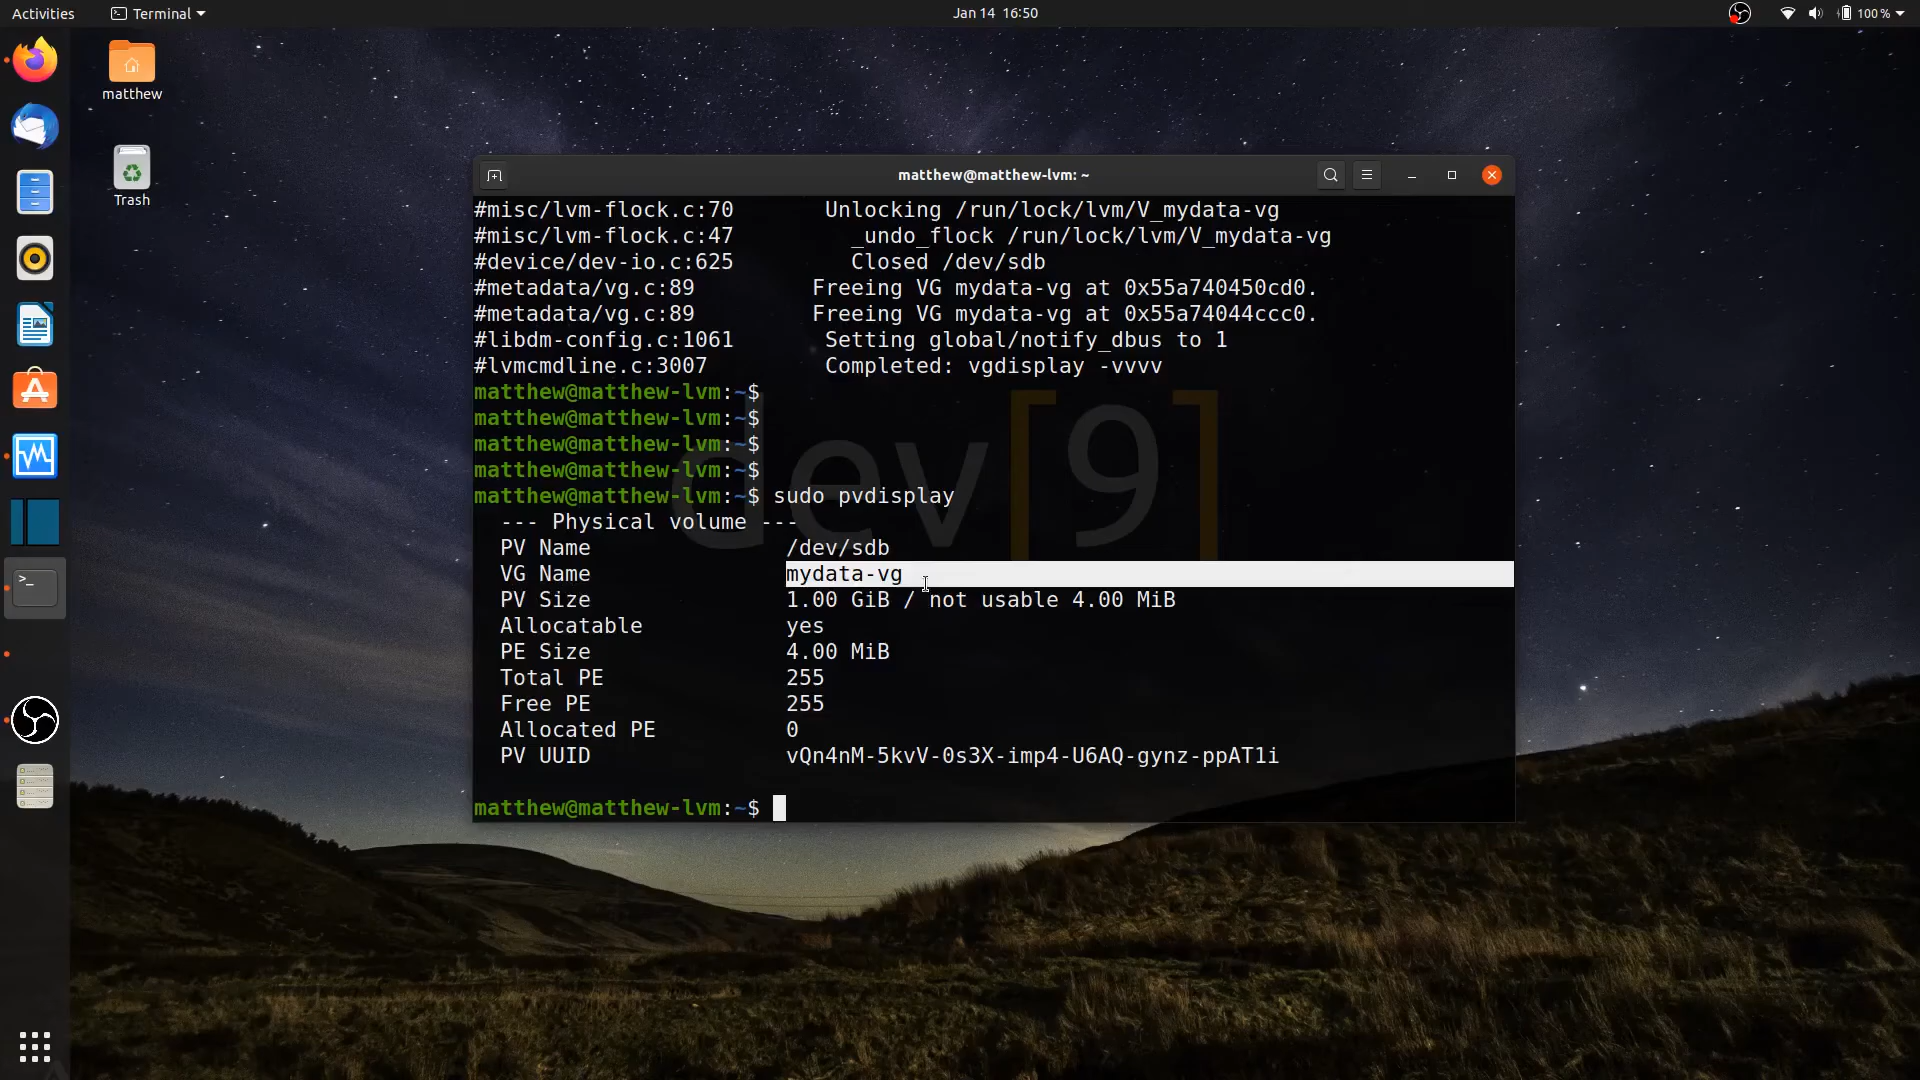 Activities
Terminal
Jan 14 16:50
100 %
matthew
Trash
matthew@matthew-lvm: ~
#misc/lvm-flock.c:70 Unlocking /run/lock/lvm/V_mydata-vg
#misc/lvm-flock.c:47 _undo_flock /run/lock/lvm/V_mydata-vg
#device/dev-io.c:625 Closed /dev/sdb
#metadata/vg.c:89 Freeing VG mydata-vg at 0x55a740450cd0.
#metadata/vg.c:89 Freeing VG mydata-vg at 0x55a74044ccc0.
#libdm-config.c:1061 Setting global/notify_dbus to 1
#lvmcmdline.c:3007 Completed: vgdisplay -vvvv
matthew@matthew-lvm:~$
matthew@matthew-lvm:~$
matthew@matthew-lvm:~$
matthew@matthew-lvm:~$
matthew@matthew-lvm:~$ sudo pvdisplay
--- Physical volume ---
PV Name /dev/sdb
VG Name mydata-vg
PV Size 1.00 GiB / not usable 4.00 MiB
Allocatable yes
PE Size 4.00 MiB
Total PE 255
Free PE 255
Allocated PE 0
PV UUID vQn4nM-5kvV-0s3X-imp4-U6AQ-gynz-ppAT1i
matthew@matthew-lvm:~$
dev[9]